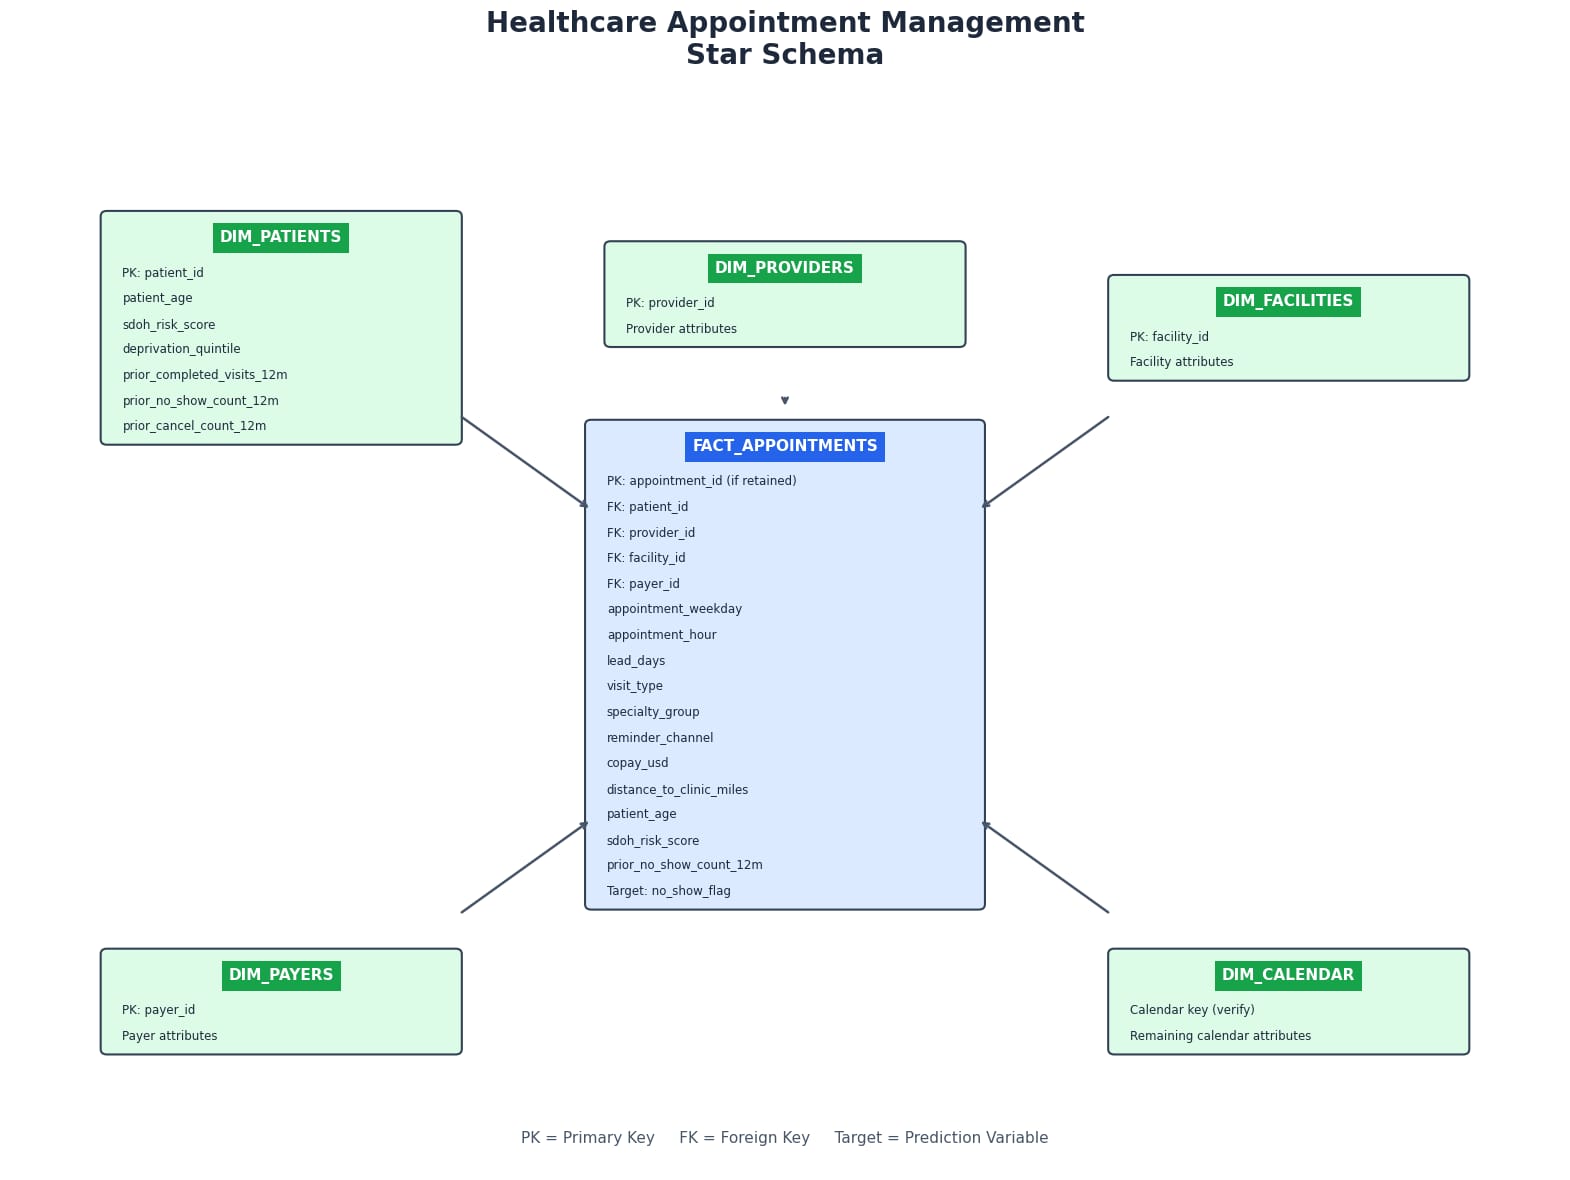 Healthcare Appointment Management
Star Schema
DIM_PATIENTS
PK: patient_id
patient_age
sdoh_risk_score
deprivation_quintile
prior_completed_visits_12m
prior_no_show_count_12m
prior_cancel_count_12m
DIM_PROVIDERS
PK: provider_id
Provider attributes
DIM_FACILITIES
PK: facility_id
Facility attributes
FACT_APPOINTMENTS
PK: appointment_id (if retained)
FK: patient_id
FK: provider_id
FK: facility_id
FK: payer_id
appointment_weekday
appointment_hour
lead_days
visit_type
specialty_group
reminder_channel
copay_usd
distance_to_clinic_miles
patient_age
sdoh_risk_score
prior_no_show_count_12m
Target: no_show_flag
DIM_PAYERS
PK: payer_id
Payer attributes
DIM_CALENDAR
Calendar key (verify)
Remaining calendar attributes
PK = Primary Key     FK = Foreign Key     Target = Prediction Variable